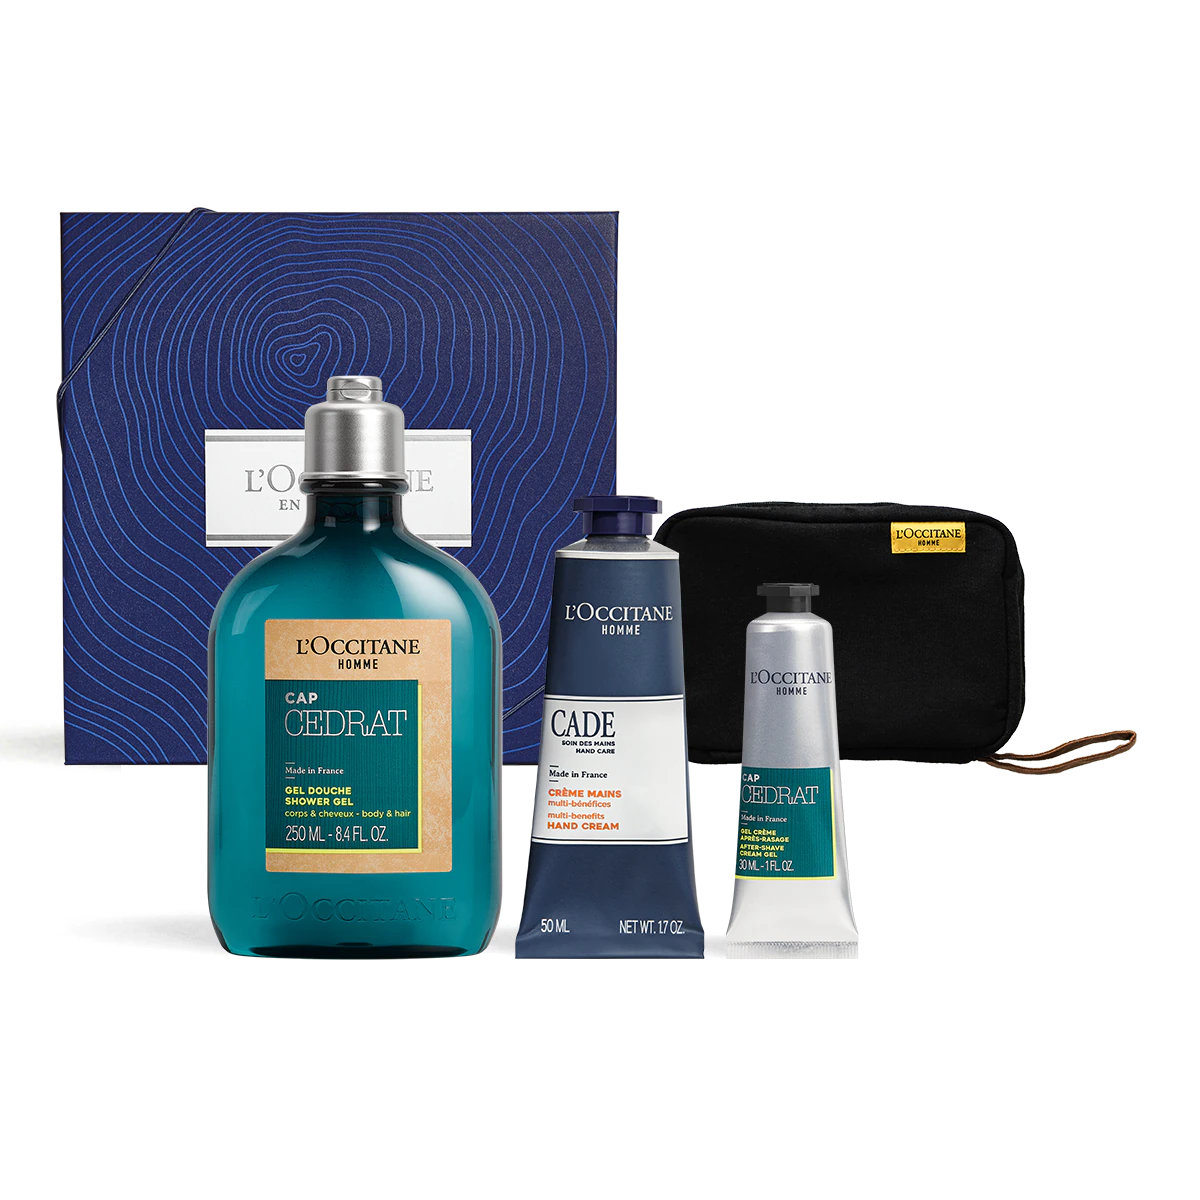 L'O TANE
EN
L'OCCITANE
HOMME
CAP
CEDRAT
Made in France
GEL DOUCHE
SHOWER GEL
corps & cheveux - body & hair
250 ML - 8.4 FL. OZ.
L'OCCITANE
L'OCCITANE
HOMME
CADE
SOIN DES MAINS
HAND CARE
Made in France
CRÈME MAINS
multi-bénéfices
multi-benefits
HAND CREAM
50 ML NET WT. 1.7 OZ.
L'OCCITANE
HOMME
L'OCCITANE
HOMME
CAP
CEDRAT
Made in France
GEL CRÈME
APRÈS-RASAGE
AFTER-SHAVE
CREAM GEL
30 ML - 1 FL. OZ.